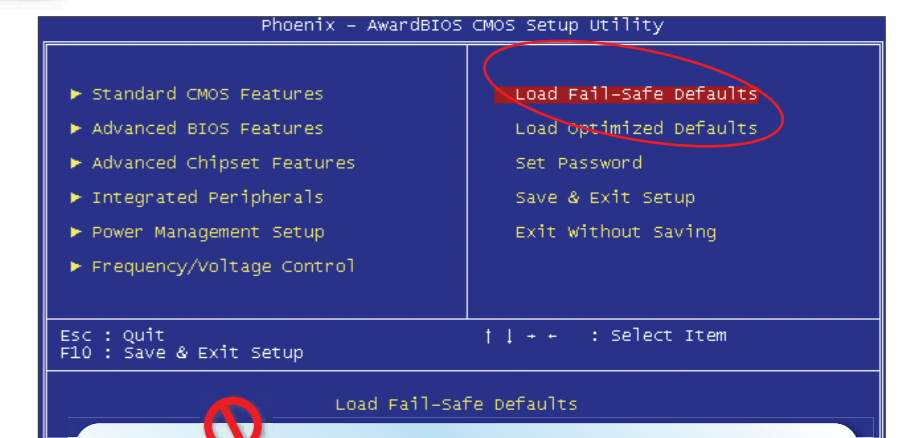 Phoenix – AwardBIOS CMOS Setup Utility
► Standard CMOS Features
► Advanced BIOS Features
► Advanced Chipset Features
► Integrated Peripherals
► Power Management Setup
► Frequency/Voltage Control
Load Fail-Safe Defaults
Load Optimized Defaults
Set Password
Save & Exit Setup
Exit Without Saving
Esc : Quit
F10 : Save & Exit Setup
↑ ↓ → ← : Select Item
Load Fail-Safe Defaults